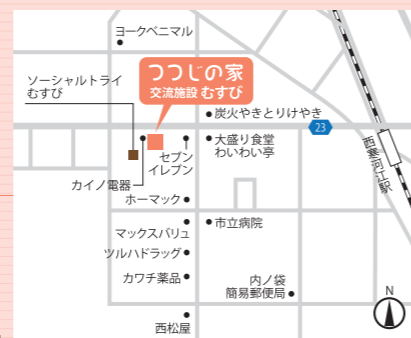 ヨークベニマル
つつじの家
交流施設 むすび
ソーシャルトライ
むすび
炭火やきとりけやき
23
大盛り食堂
わいわい亭
セブン
イレブン
カイノ電器
ホーマック
西寒河江駅
マックスバリュ
市立病院
ツルハドラッグ
カワチ薬品
内ノ袋
簡易郵便局
西松屋
N